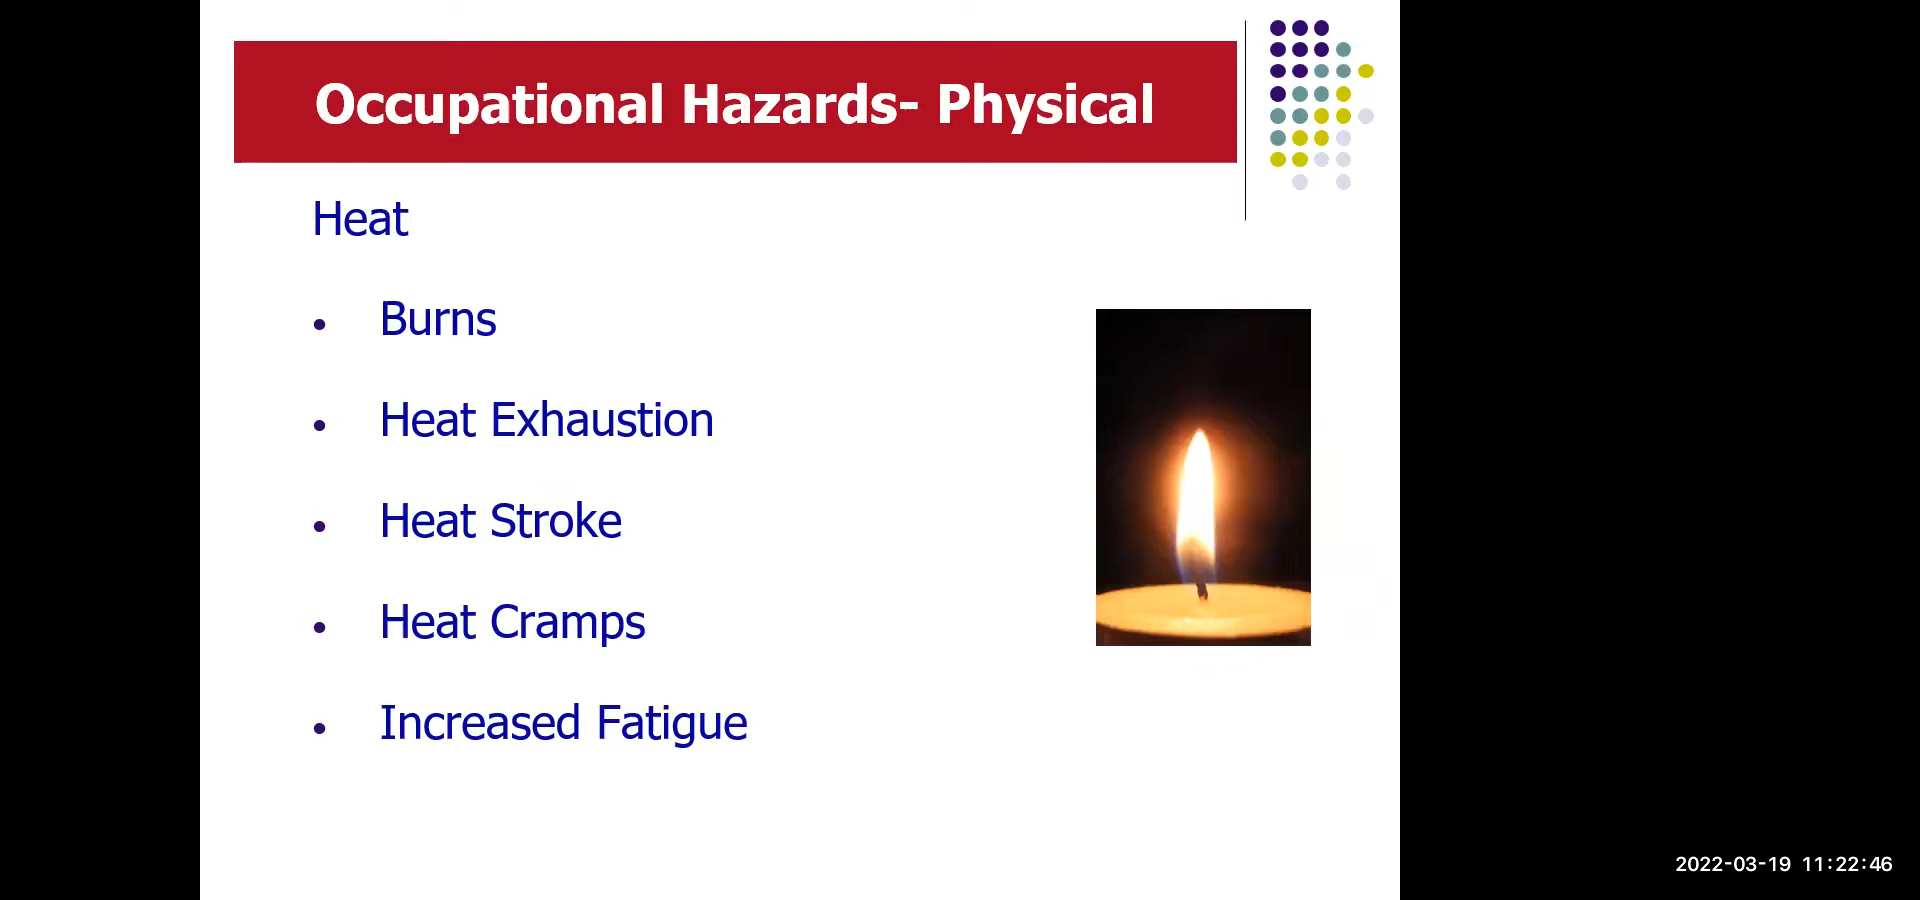 Occupational Hazards- Physical
Heat
• Burns
• Heat Exhaustion
• Heat Stroke
• Heat Cramps
• Increased Fatigue
2022-03-19 11:22:46